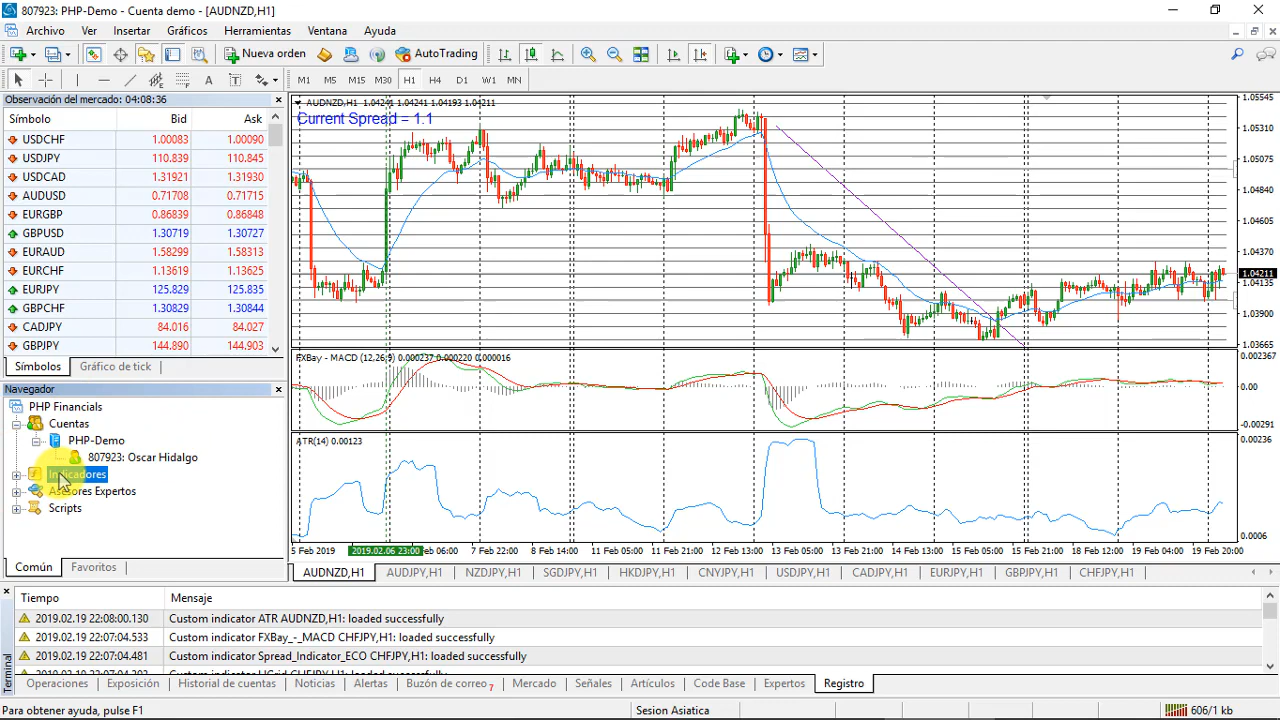 807923: PHP-Demo - Cuenta demo - [AUDNZD,H1]
Archivo Ver Insertar Gráficos Herramientas Ventana Ayuda
Nueva orden AutoTrading
A T M1 M5 M15 M30 H1 H4 D1 W1 MN
Observación del mercado: 04:08:36
Símbolo Bid Ask
USDCHF 1.00083 1.00090
USDJPY 110.839 110.845
USDCAD 1.31921 1.31930
AUDUSD 0.71708 0.71715
EURGBP 0.86839 0.86848
GBPUSD 1.30719 1.30727
EURAUD 1.58299 1.58313
EURCHF 1.13619 1.13625
EURJPY 125.829 125.835
GBPCHF 1.30829 1.30844
CADJPY 84.016 84.027
GBPJPY 144.890 144.903
Símbolos Gráfico de tick
Navegador
PHP Financials
Cuentas
PHP-Demo
807923: Oscar Hidalgo
Indicadores
Asesores Expertos
Scripts
Común Favoritos
AUDNZD,H1 1.04241 1.04241 1.04193 1.04211
Current Spread = 1.1
1.05545
1.05310
1.05075
1.04840
1.04605
1.04370
1.04211
1.04135
1.03900
1.03665
FXBay - MACD (12,26,9) 0.000237 0.000220 0.000016
0.002367
0.00
-0.00291
ATR(14) 0.00123
0.00236
0.0006
5 Feb 2019 2019.02.06 23:00 eb 06:00 7 Feb 22:00 8 Feb 14:00 11 Feb 05:00 11 Feb 21:00 12 Feb 13:00 13 Feb 05:00 13 Feb 21:00 14 Feb 13:00 15 Feb 05:00 15 Feb 21:00 18 Feb 12:00 19 Feb 04:00 19 Feb 20:00
AUDNZD,H1 AUDJPY,H1 NZDJPY,H1 SGDJPY,H1 HKDJPY,H1 CNYJPY,H1 USDJPY,H1 CADJPY,H1 EURJPY,H1 GBPJPY,H1 CHFJPY,H1
Tiempo Mensaje
2019.02.19 22:08:00.130 Custom indicator ATR AUDNZD,H1: loaded successfully
2019.02.19 22:07:04.533 Custom indicator FXBay_-_MACD CHFJPY,H1: loaded successfully
2019.02.19 22:07:04.481 Custom indicator Spread_Indicator_ECO CHFJPY,H1: loaded successfully
Terminal
Operaciones Exposición Historial de cuentas Noticias Alertas Buzón de correo 7 Mercado Señales Artículos Code Base Expertos Registro
Para obtener ayuda, pulse F1 Sesion Asiatica 606/1 kb